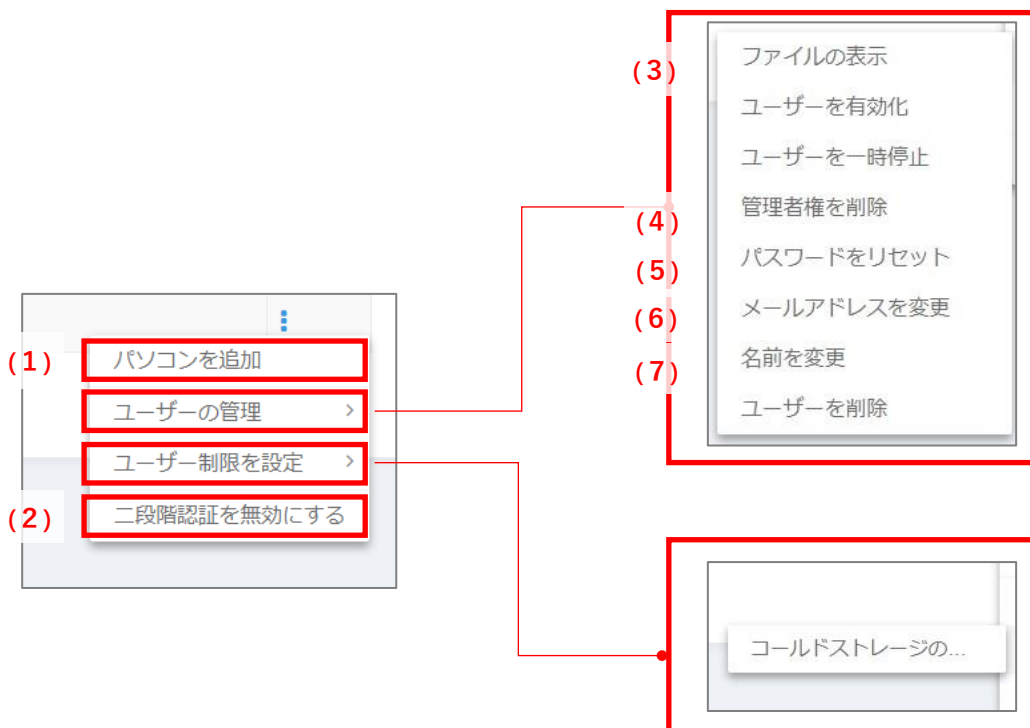 (1)
パソコンを追加
ユーザーの管理
ユーザー制限を設定
(2)
二段階認証を無効にする
(3)
ファイルの表示
ユーザーを有効化
ユーザーを一時停止
(4)
管理者権を削除
(5)
パスワードをリセット
(6)
メールアドレスを変更
(7)
名前を変更
ユーザーを削除
コールドストレージの...